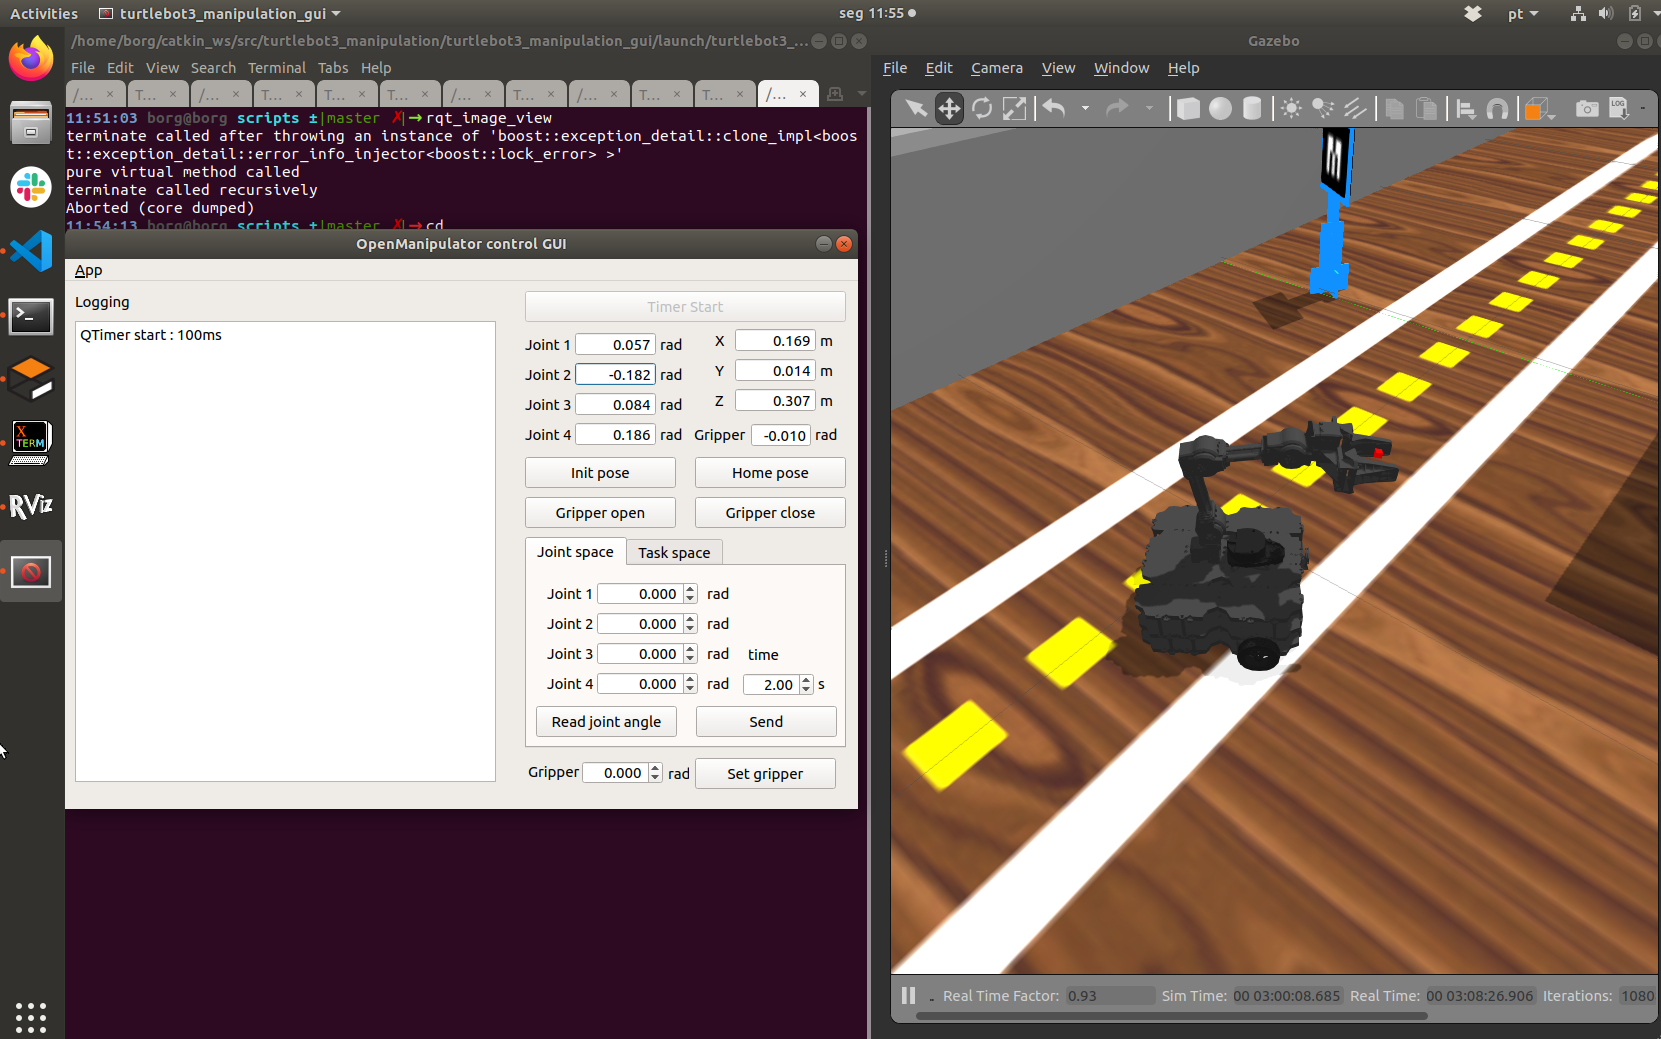 Activities
turtlebot3_manipulation_gui
seg 11:55
pt
/home/borg/catkin_ws/src/turtlebot3_manipulation/turtlebot3_manipulation_gui/launch/turtlebot3_...
File Edit View Search Terminal Tabs Help
/... × T... × /... × T... × T... × T... × /... × T... × /... × T... × T... × /... ×
11:51:03 borg@borg scripts ±|master ✗|→rqt_image_view
terminate called after throwing an instance of 'boost::exception_detail::clone_impl<boos
t::exception_detail::error_info_injector<boost::lock_error> >'
pure virtual method called
terminate called recursively
Aborted (core dumped)
11:54:13 borg@borg scripts ±|master ✗|→cd
X
TERM
RViz
OpenManipulator control GUI
App
Logging
QTimer start : 100ms
Timer Start
Joint 1 0.057 rad X 0.169 m
Joint 2 -0.182 rad Y 0.014 m
Joint 3 0.084 rad Z 0.307 m
Joint 4 0.186 rad Gripper -0.010 rad
Init pose Home pose
Gripper open Gripper close
Joint space Task space
Joint 1 0.000 rad
Joint 2 0.000 rad
Joint 3 0.000 rad time
Joint 4 0.000 rad 2.00 s
Read joint angle Send
Gripper 0.000 rad Set gripper
Gazebo
File Edit Camera View Window Help
LOG
M
Real Time Factor: 0.93 Sim Time: 00 03:00:08.685 Real Time: 00 03:08:26.906 Iterations: 1080